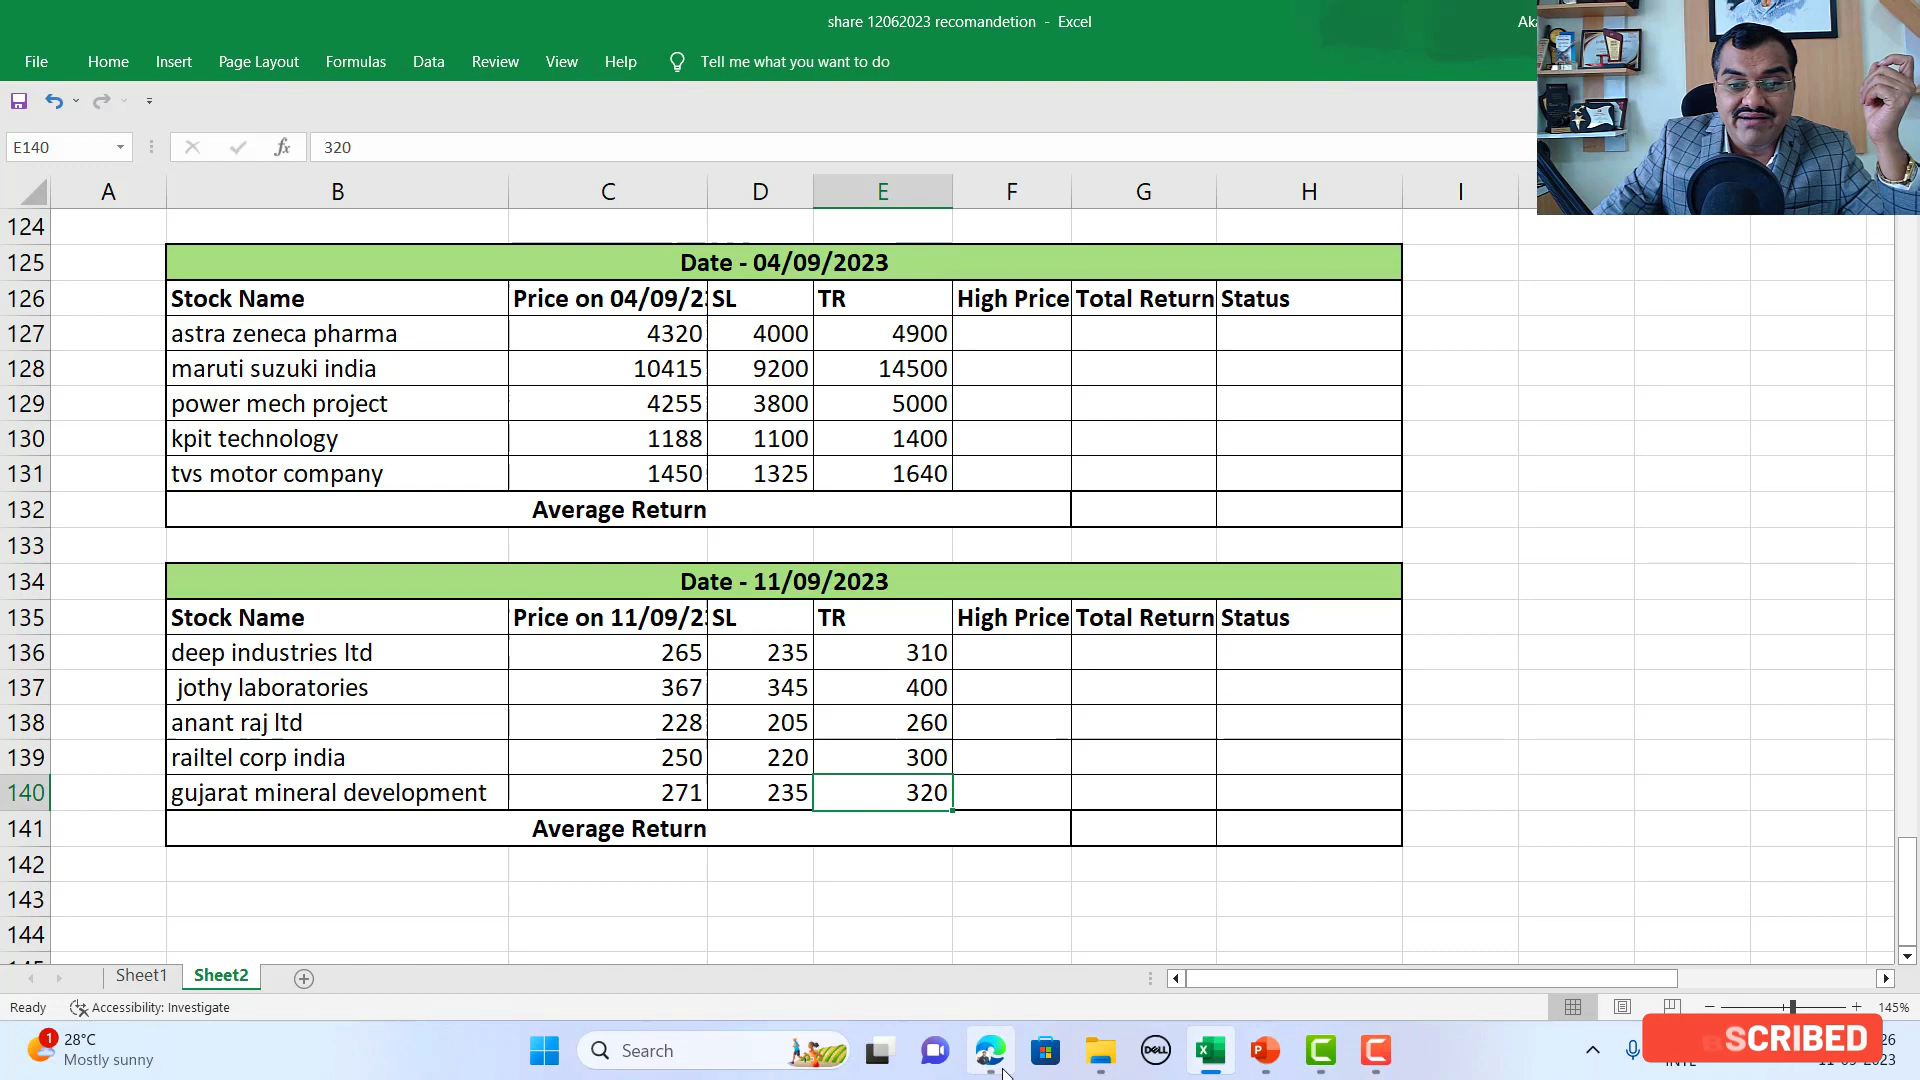 share 12062023 recomandetion - Excel
File Home Insert Page Layout Formulas Data Review View Help Tell me what you want to do
E140 fx 320
A B C D E F G H I
124
125 Date - 04/09/2023
126 Stock Name Price on 04/09/2 SL TR High Price Total Return Status
127 astra zeneca pharma 4320 4000 4900
128 maruti suzuki india 10415 9200 14500
129 power mech project 4255 3800 5000
130 kpit technology 1188 1100 1400
131 tvs motor company 1450 1325 1640
132 Average Return
133
134 Date - 11/09/2023
135 Stock Name Price on 11/09/2 SL TR High Price Total Return Status
136 deep industries ltd 265 235 310
137 jothy laboratories 367 345 400
138 anant raj ltd 228 205 260
139 railtel corp india 250 220 300
140 gujarat mineral development 271 235 320
141 Average Return
142
143
144
Sheet1 Sheet2
Ready Accessibility: Investigate 145%
1 28°C
Mostly sunny
Search
DELL
SCRIBED